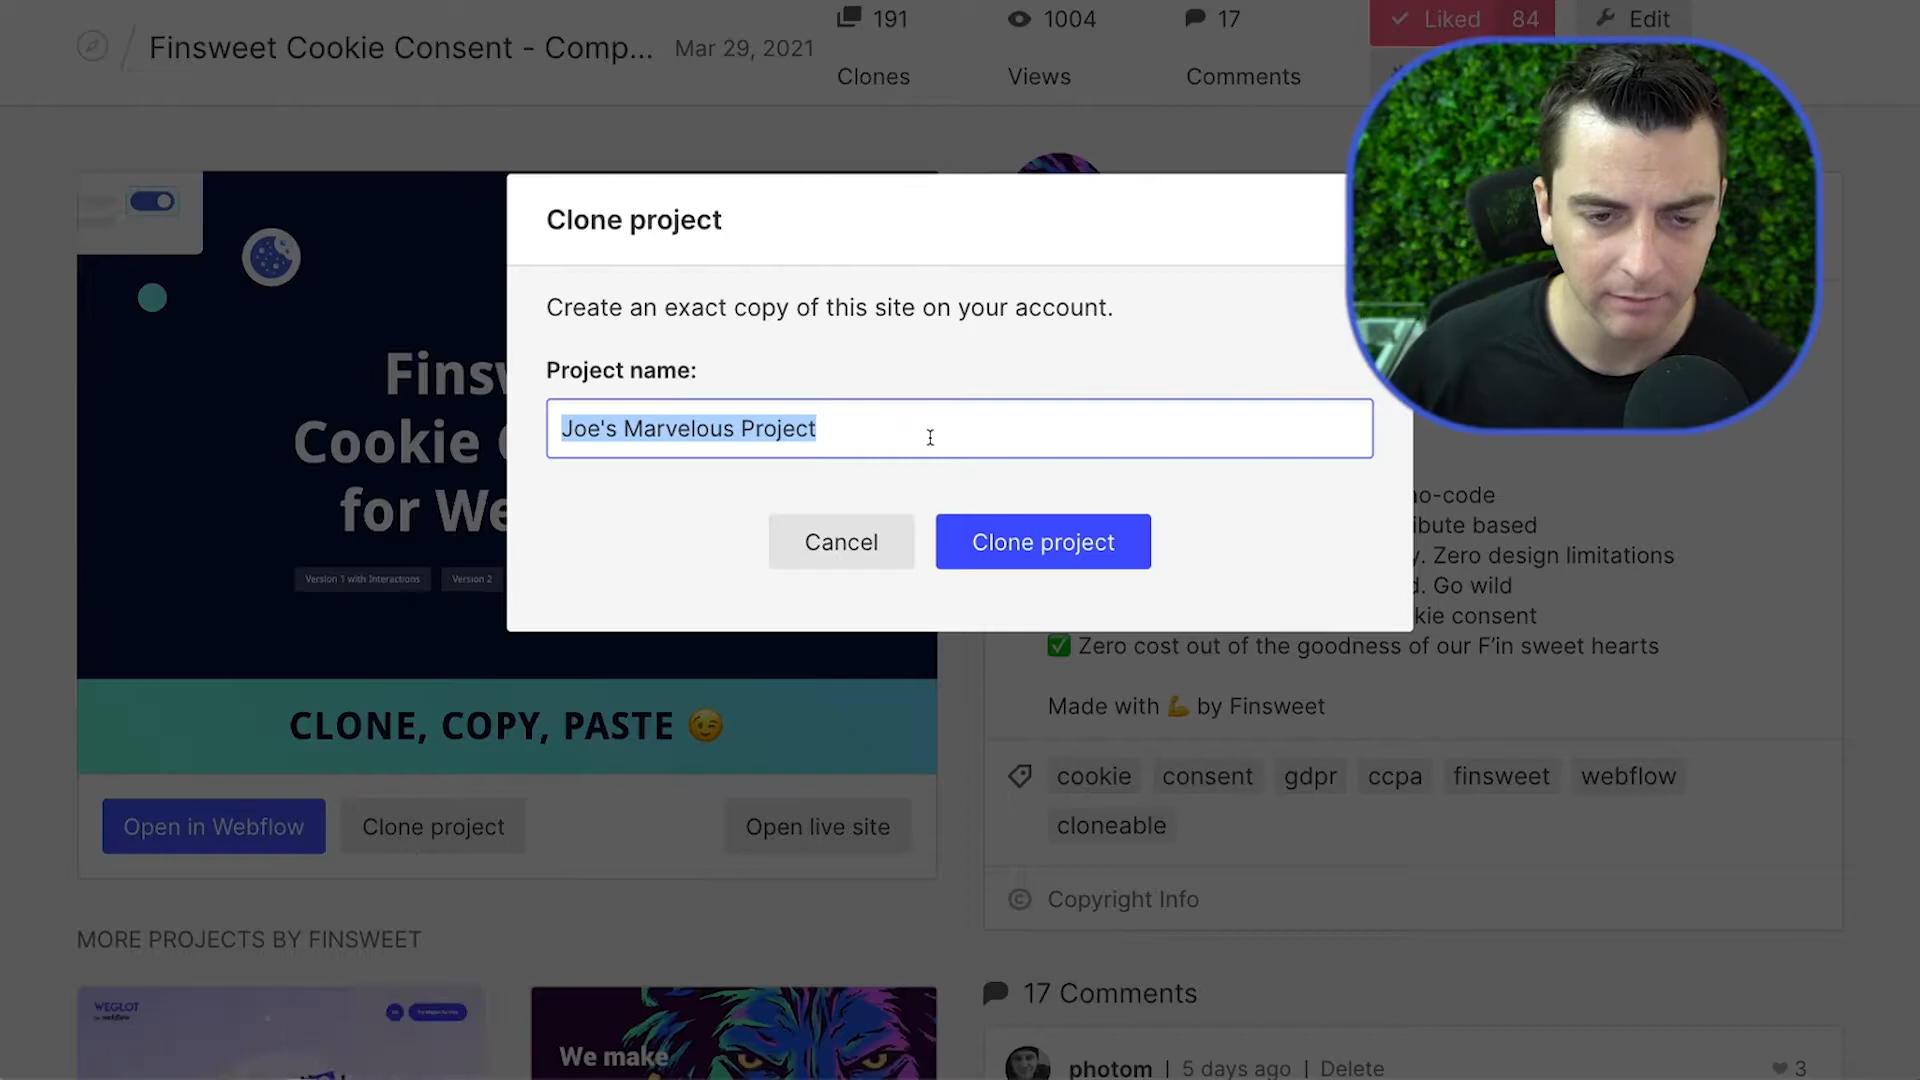 Finsweet Cookie Consent - Comp...
Mar 29, 2021
191
Clones
1004
Views
17
Comments
Liked 84
Edit
Clone project
Create an exact copy of this site on your account.
Project name:
Joe's Marvelous Project
Cancel
Clone project
Finsw
Cookie C
for We
Version 1 with Interactions
Version 2
CLONE, COPY, PASTE 😉
Open in Webflow
Clone project
Open live site
no-code
ibute based
y. Zero design limitations
d. Go wild
kie consent
✅ Zero cost out of the goodness of our F'in sweet hearts
Made with 💪 by Finsweet
cookie
consent
gdpr
ccpa
finsweet
webflow
cloneable
Copyright Info
MORE PROJECTS BY FINSWEET
WEGLOT
We make
17 Comments
photom | 5 days ago | Delete
3